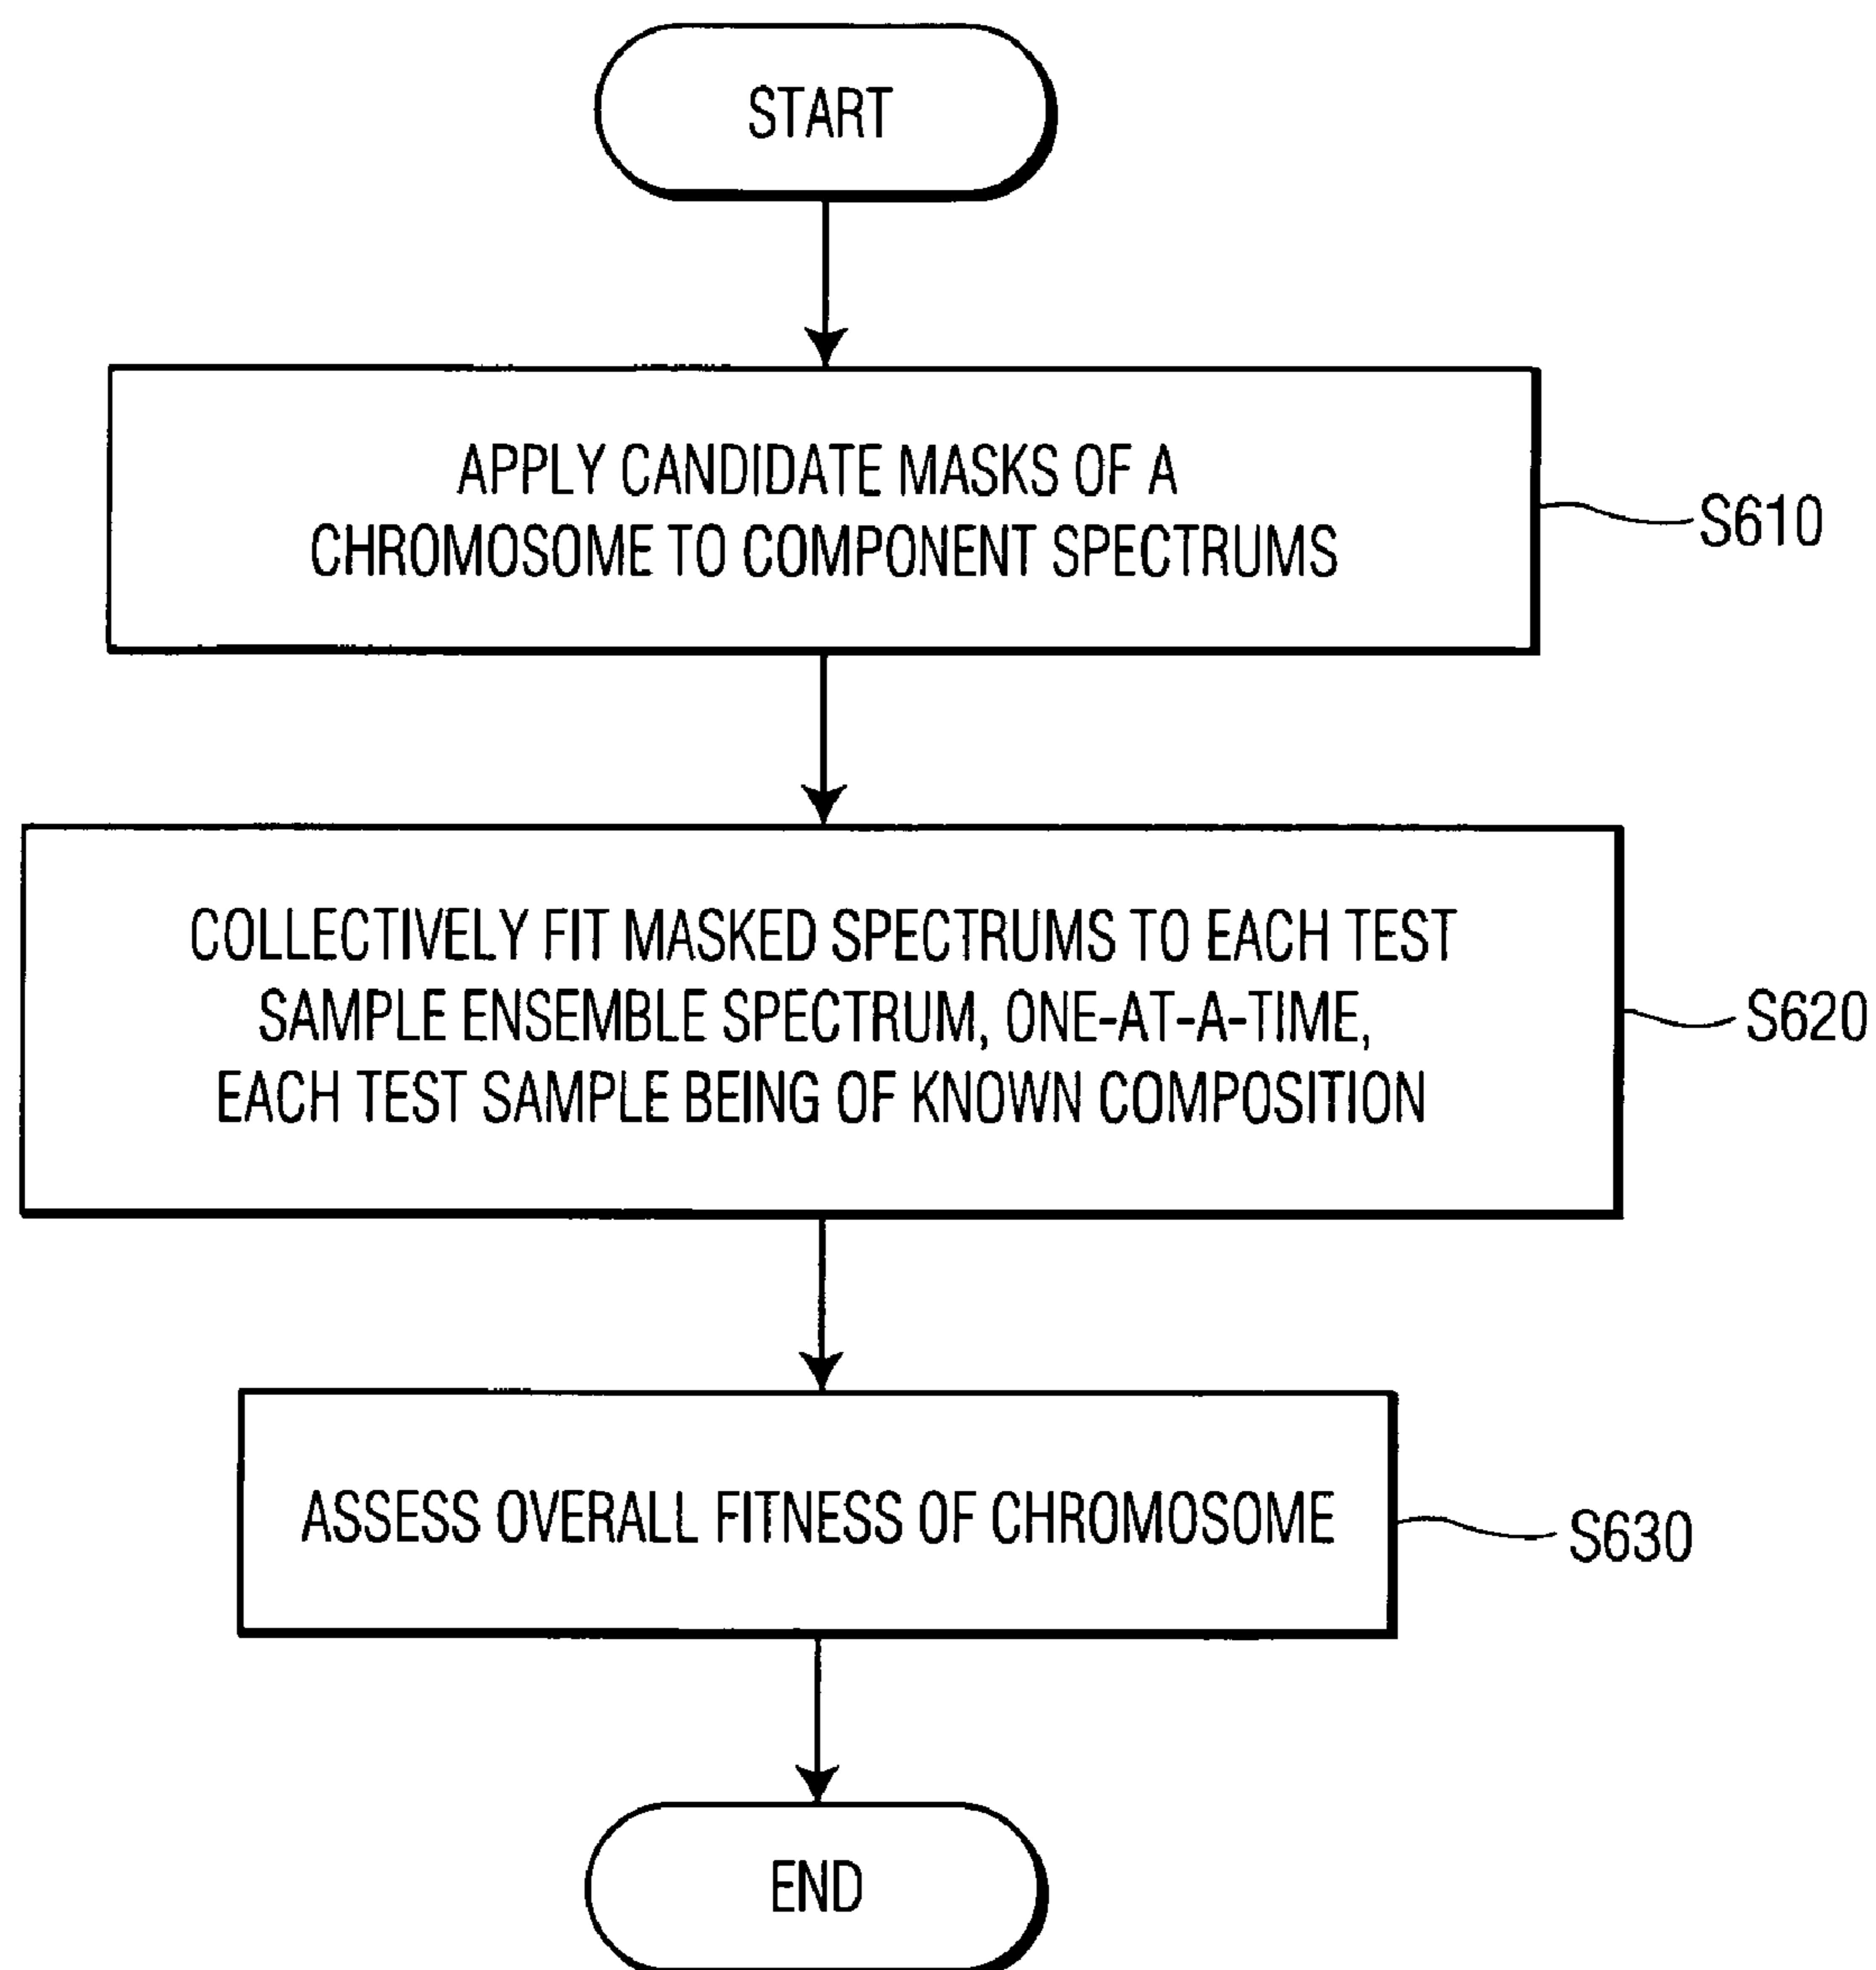 START
APPLY CANDIDATE MASKS OF A
CHROMOSOME TO COMPONENT SPECTRUMS
S610
COLLECTIVELY FIT MASKED SPECTRUMS TO EACH TEST
SAMPLE ENSEMBLE SPECTRUM, ONE-AT-A-TIME,
EACH TEST SAMPLE BEING OF KNOWN COMPOSITION
S620
ASSESS OVERALL FITNESS OF CHROMOSOME
S630
END